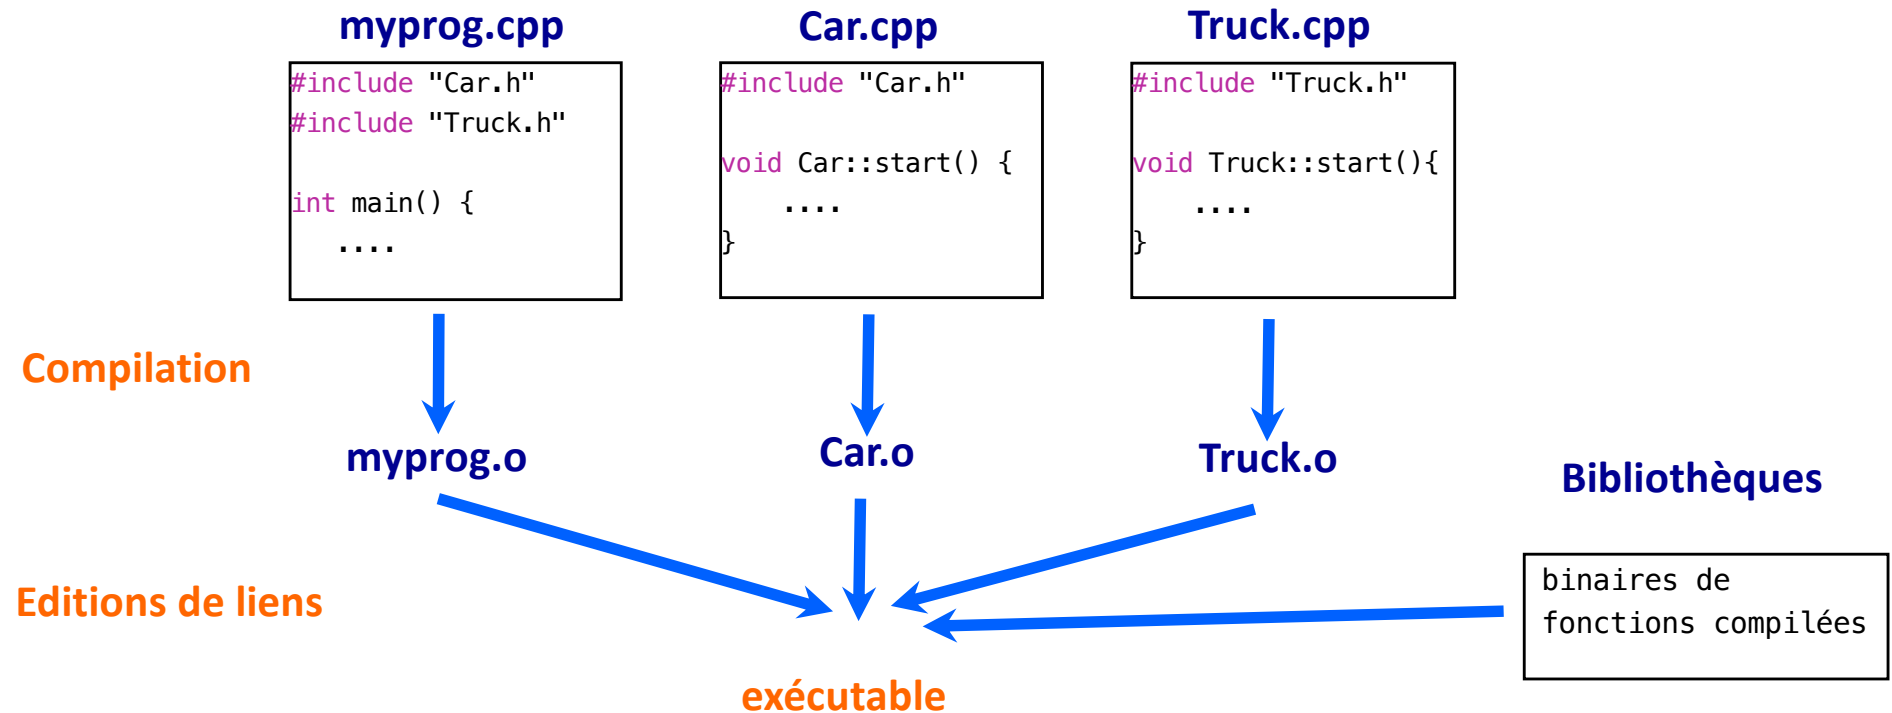 myprog.cpp
#include "Car.h"
#include "Truck.h"
int main() {
....
Car.cpp
#include "Car.h"
void Car::start() {
....
}
Truck.cpp
#include "Truck.h"
void Truck::start(){
....
}
Compilation
myprog.o
Car.o
Truck.o
Bibliothèques
Editions de liens
binaires de
fonctions compilées
exécutable